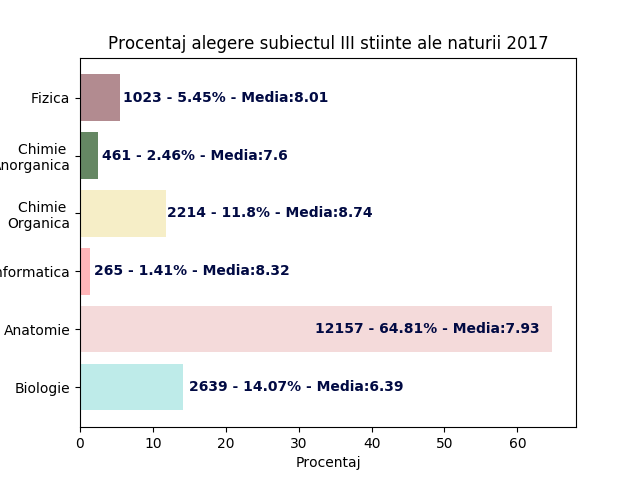 Procentaj alegere subiectul III stiinte ale naturii 2017
Fizica
1023 - 5.45% - Media:8.01
Chimie
norganica
461 - 2.46% - Media:7.6
Chimie
Organica
2214 - 11.8% - Media:8.74
nformatica
265 - 1.41% - Media:8.32
Anatomie
12157 - 64.81% - Media:7.93
Biologie
2639 - 14.07% - Media:6.39
0 10 20 30 40 50 60
Procentaj